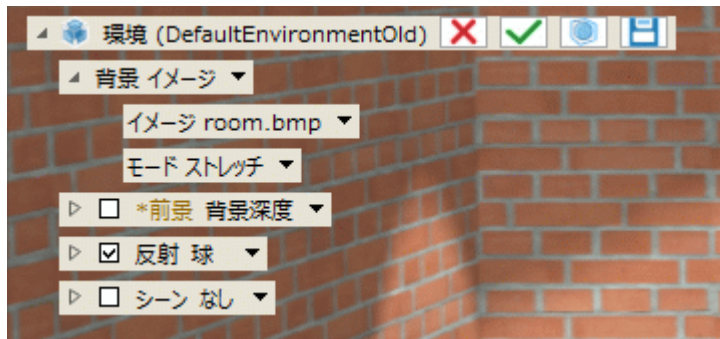 環境 (DefaultEnvironmentOld)
背景 イメージ
イメージ room.bmp
モード ストレッチ
*前景 背景深度
反射 球
シーン なし